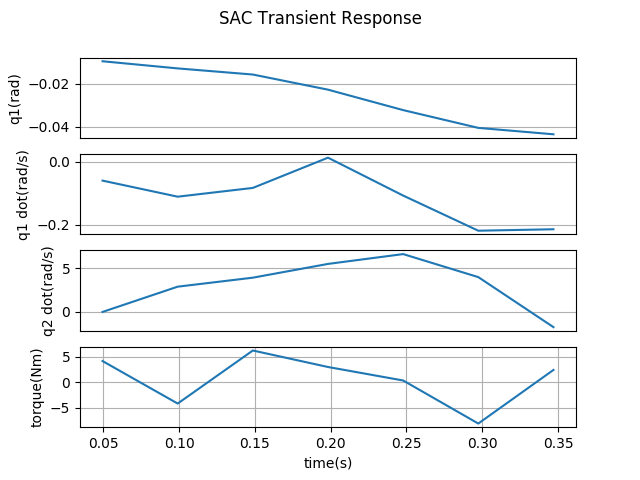 SAC Transient Response
q1(rad)
−0.02
−0.04
q1 dot(rad/s)
0.0
−0.2
q2 dot(rad/s)
5
0
torque(Nm)
5
0
−5
0.05 0.10 0.15 0.20 0.25 0.30 0.35
time(s)